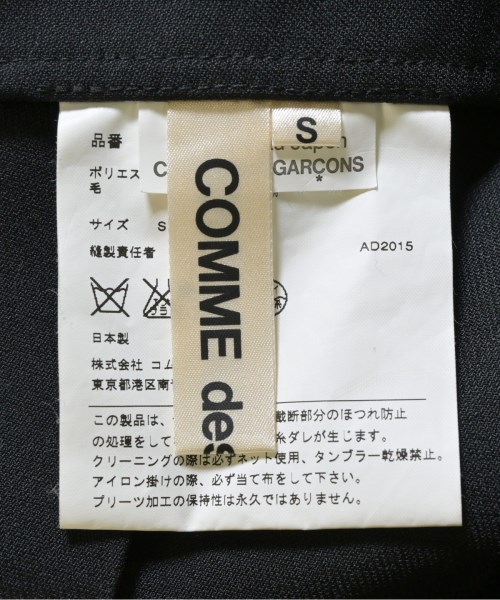 S
品番
Japon
ポリエス
毛
C
GARCONS
*
COMME des
サイズ S
縫製責任者
AD2015
日本製
株式会社 コム
東京都港区南
この製品は、
裁断部分のほつれ防止
の処理をして
糸ダレが生じます。
クリーニングの際は必ずネット使用、タンブラー乾燥禁止。
アイロン掛けの際、必ず当て布をして下さい。
プリーツ加工の保持性は永久ではありません。